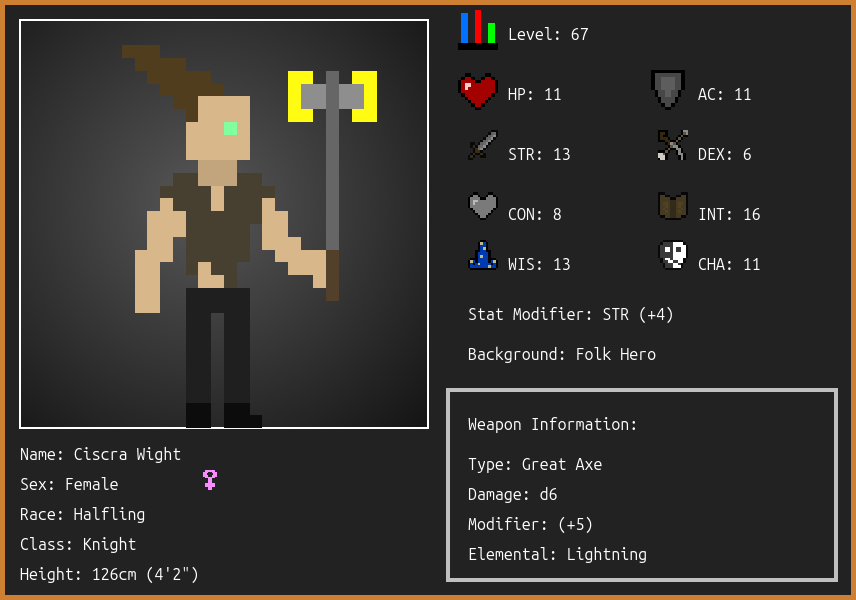 Level: 67
HP: 11
AC: 11
STR: 13
DEX: 6
CON: 8
INT: 16
WIS: 13
CHA: 11
Stat Modifier: STR (+4)
Background: Folk Hero
Weapon Information:
Type: Great Axe
Damage: d6
Modifier: (+5)
Elemental: Lightning
Name: Ciscra Wight
Sex: Female
Race: Halfling
Class: Knight
Height: 126cm (4'2")